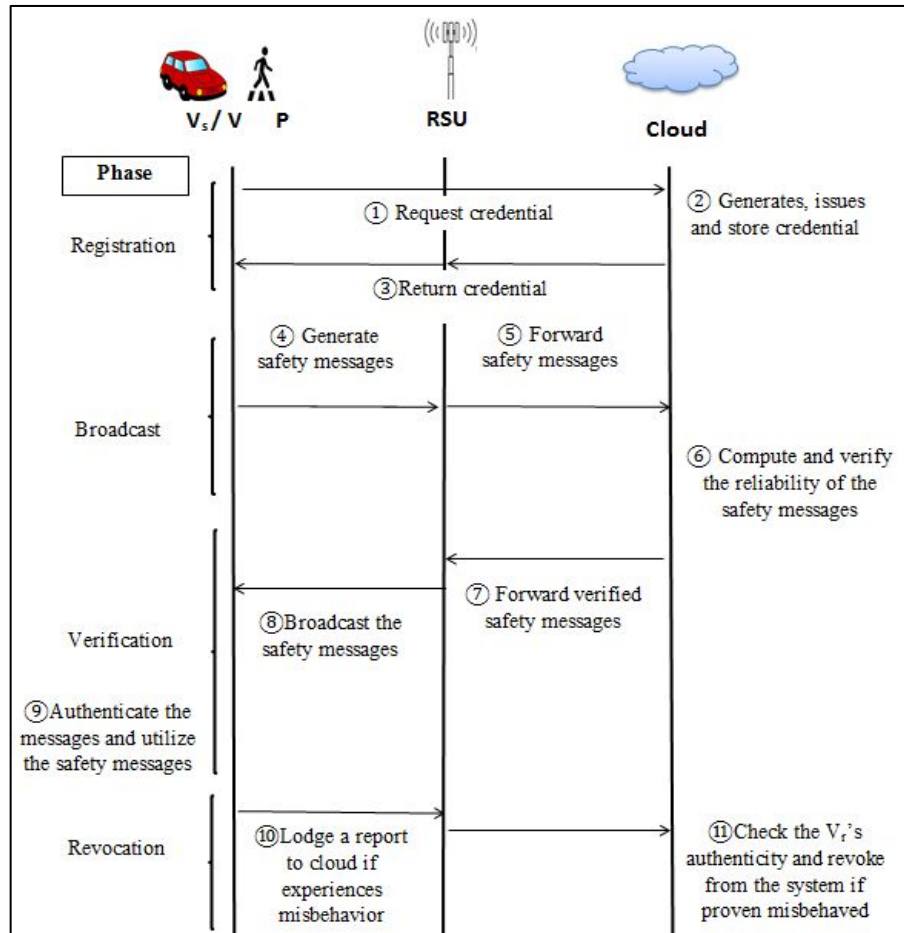 Vₛ/ V P
RSU
Cloud
Phase
Registration
① Request credential
② Generates, issues
and store credential
③Return credential
④ Generate
safety messages
⑤ Forward
safety messages
Broadcast
⑥ Compute and verify
the reliability of the
safety messages
⑦ Forward verified
safety messages
⑧Broadcast the
safety messages
Verification
⑨Authenticate the
messages and utilize
the safety messages
Revocation
⑩Lodge a report
to cloud if
experiences
misbehavior
⑪Check the Vᵣ's
authenticity and revoke
from the system if
proven misbehaved